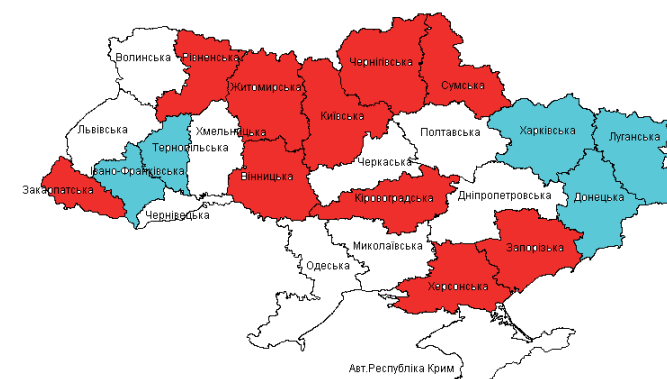 Волинська
Рівненська
Чернігівська
Житомирська
Сумська
Київська
Львівська
Хмельницька
Полтавська
Харківська
Луганська
Тернопільська
Черкаська
Івано-Франківська
Вінницька
Закарпатська
Кіровоградська
Дніпропетровська
Донецька
Чернівецька
Миколаївська
Запорізька
Одеська
Херсонська
Авт.Республіка Крим